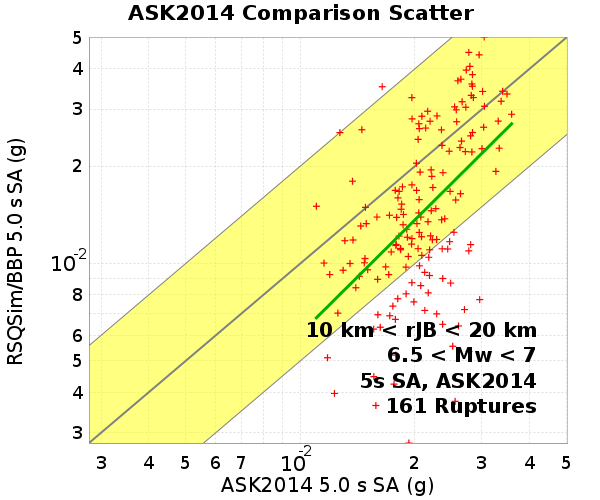 ASK2014 Comparison Scatter
RSQSim/BBP 5.0 s SA (g)
5
4
3
2
10⁻²
8
6
5
4
3
10 km < rJB < 20 km
6.5 < Mw < 7
5s SA, ASK2014
161 Ruptures
3 4 5 6 7 10⁻² 2 3 4 5
ASK2014 5.0 s SA (g)